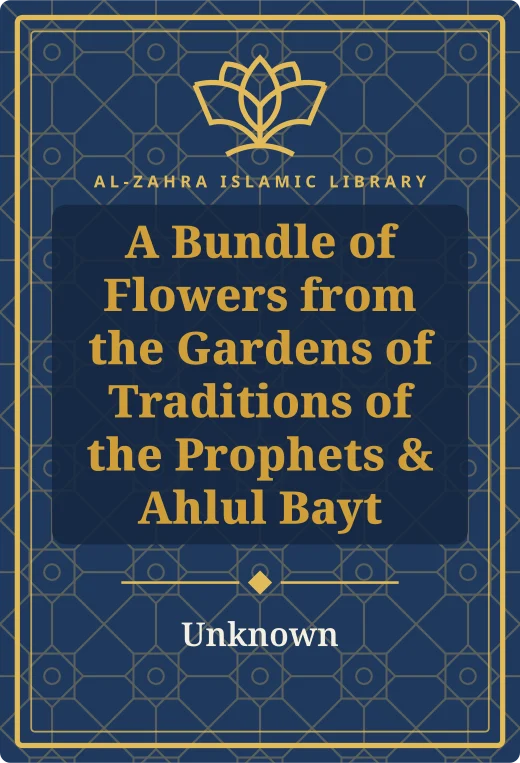 AL-ZAHRA ISLAMIC LIBRARY
A Bundle of
Flowers from
the Gardens of
Traditions of
the Prophets &
Ahlul Bayt
Unknown